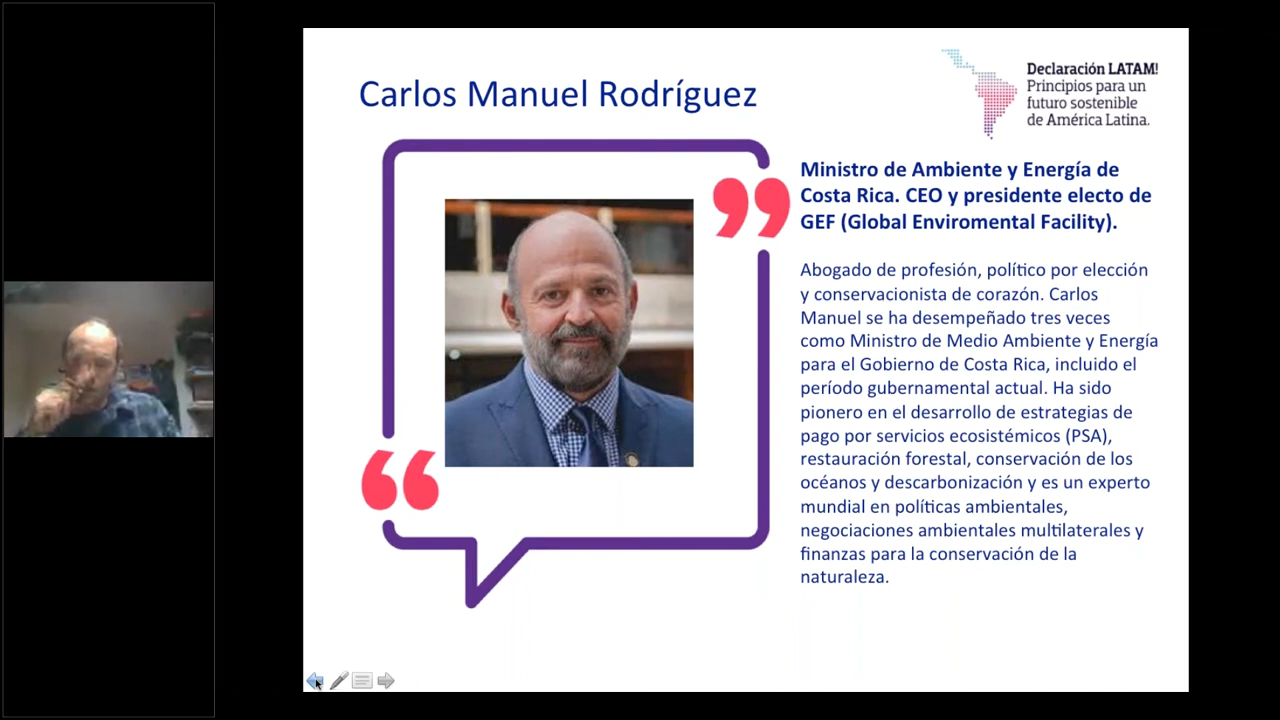 Carlos Manuel Rodríguez
Declaración LATAM!
Principios para un
futuro sostenible
de América Latina.
Ministro de Ambiente y Energía de
Costa Rica. CEO y presidente electo de
GEF (Global Enviromental Facility).
Abogado de profesión, político por elección
y conservacionista de corazón. Carlos
Manuel se ha desempeñado tres veces
como Ministro de Medio Ambiente y Energía
para el Gobierno de Costa Rica, incluido el
período gubernamental actual. Ha sido
pionero en el desarrollo de estrategias de
pago por servicios ecosistémicos (PSA),
restauración forestal, conservación de los
océanos y descarbonización y es un experto
mundial en políticas ambientales,
negociaciones ambientales multilaterales y
finanzas para la conservación de la
naturaleza.